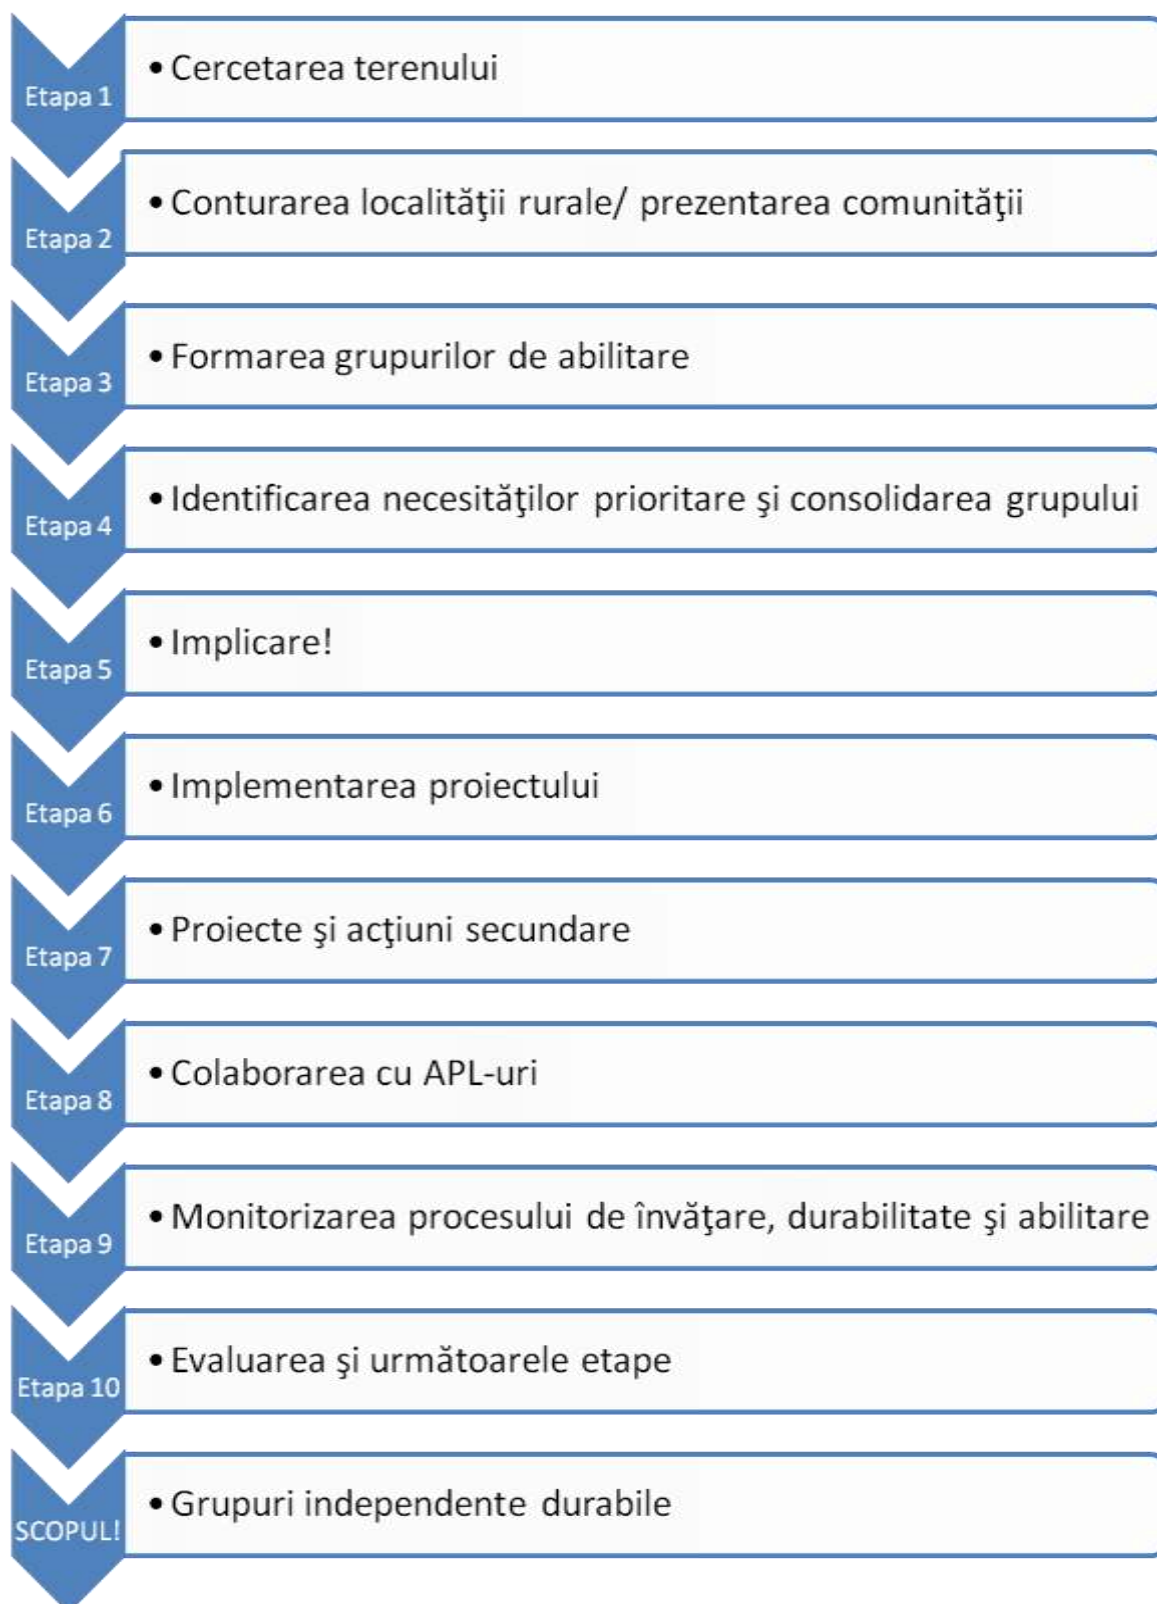 Etapa 1
• Cercetarea terenului
Etapa 2
• Conturarea localităţii rurale/ prezentarea comunităţii
Etapa 3
• Formarea grupurilor de abilitare
Etapa 4
• Identificarea necesităţilor prioritare şi consolidarea grupului
Etapa 5
• Implicare!
Etapa 6
• Implementarea proiectului
Etapa 7
• Proiecte şi acţiuni secundare
Etapa 8
• Colaborarea cu APL-uri
Etapa 9
• Monitorizarea procesului de învăţare, durabilitate şi abilitare
Etapa 10
• Evaluarea şi următoarele etape
SCOPUL!
• Grupuri independente durabile